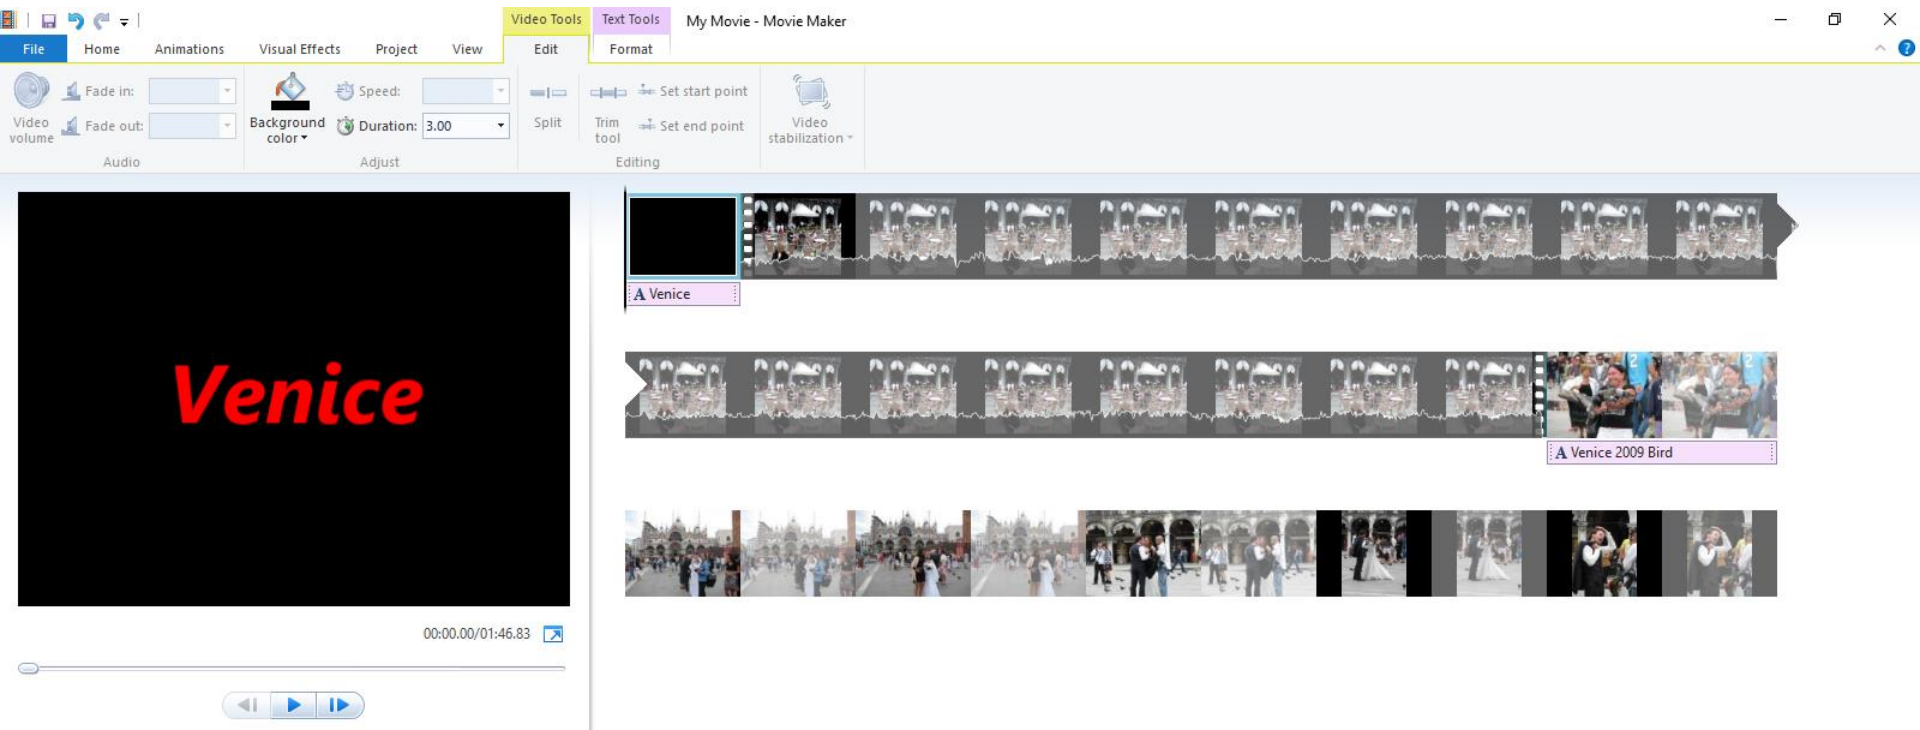 Video Tools Text Tools My Movie - Movie Maker
File Home Animations Visual Effects Project View Edit Format
Video volume
Fade in:
Fade out:
Audio
Background color
Speed:
Duration: 3.00
Adjust
Split
Trim tool
Set start point
Set end point
Editing
Video stabilization
Venice
00:00.00/01:46.83
A Venice
A Venice 2009 Bird